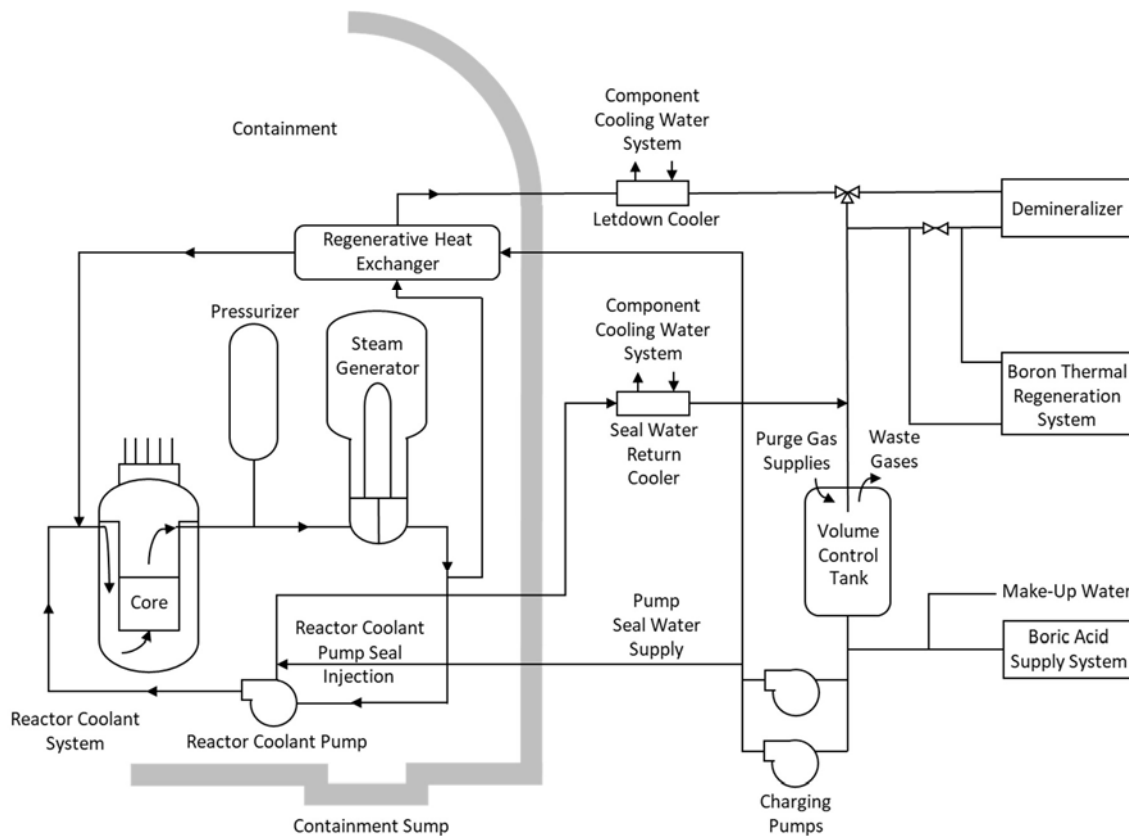 Containment
Component
Cooling Water
System
Letdown Cooler
Demineralizer
Regenerative Heat
Exchanger
Pressurizer
Steam
Generator
Component
Cooling Water
System
Seal Water
Return
Cooler
Boron Thermal
Regeneration
System
Purge Gas
Supplies
Waste
Gases
Volume
Control
Tank
Core
Make-Up Water
Boric Acid
Supply System
Pump
Seal Water
Supply
Reactor Coolant
Pump Seal
Injection
Reactor Coolant
System
Reactor Coolant Pump
Charging
Pumps
Containment Sump